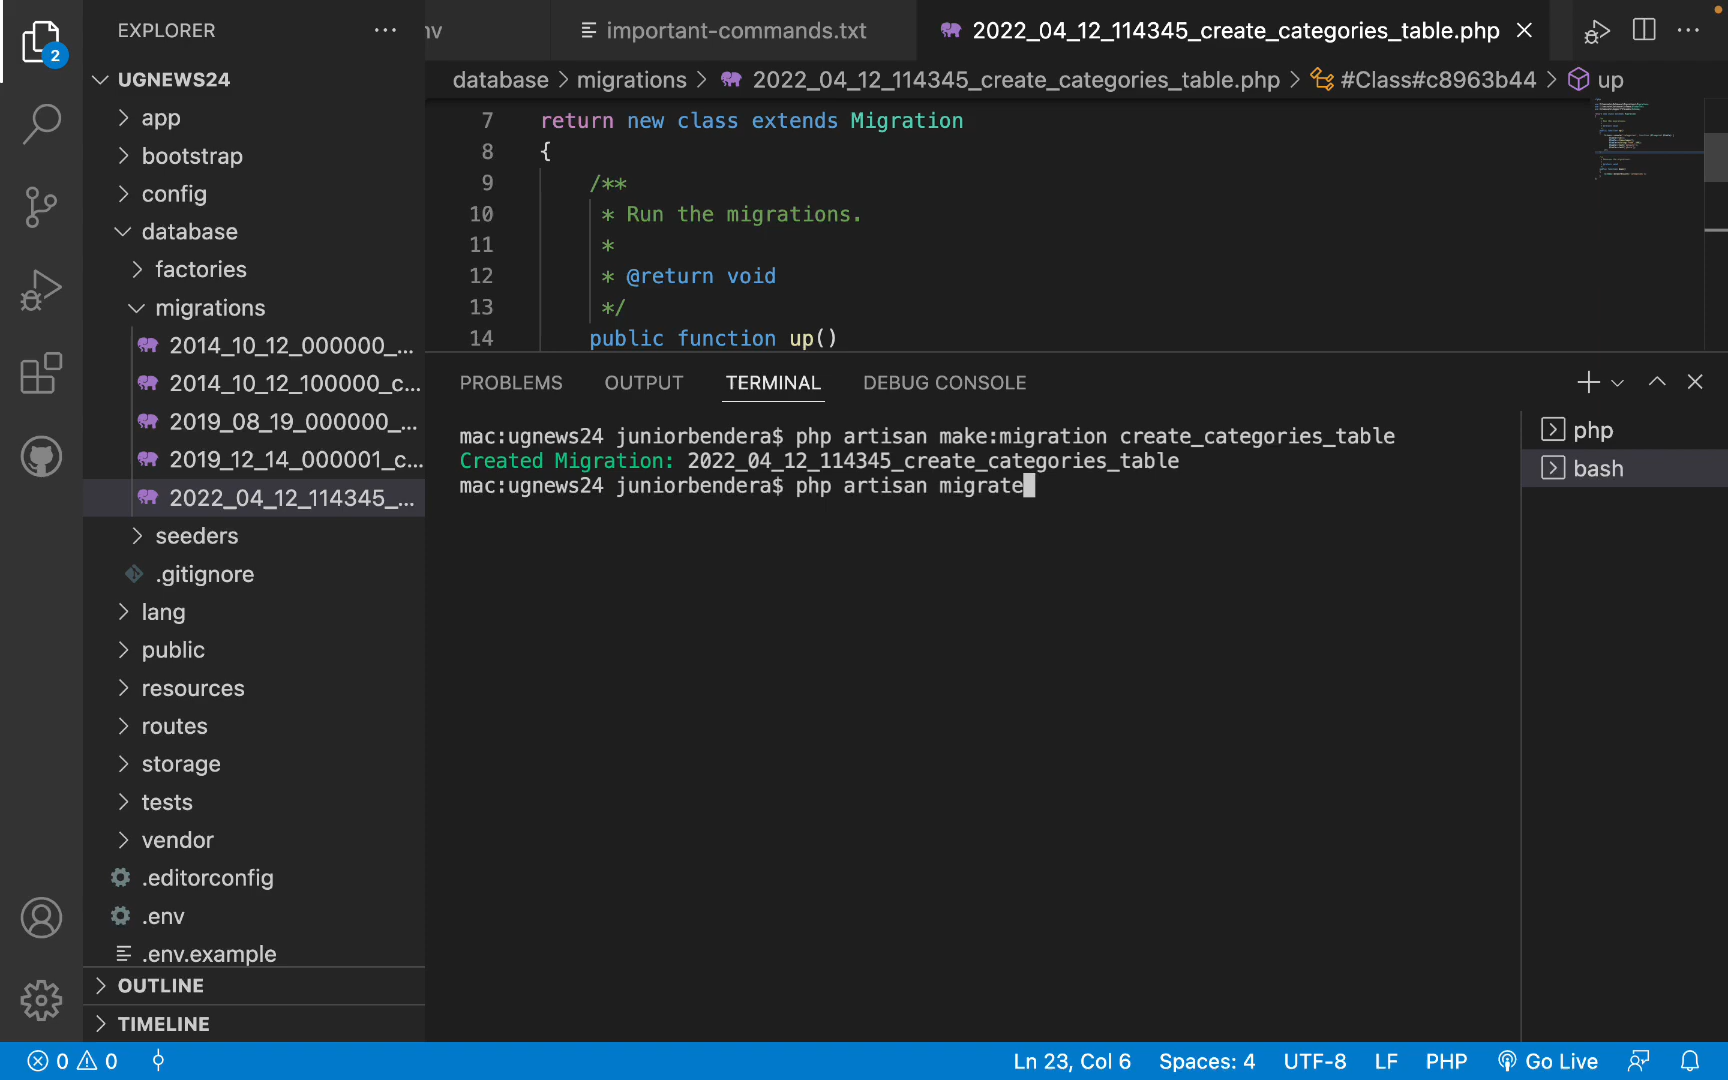 EXPLORER
2
UGNEWS24
app
bootstrap
config
database
factories
migrations
2014_10_12_000000_...
2014_10_12_100000_c...
2019_08_19_000000_...
2019_12_14_000001_c...
2022_04_12_114345_...
seeders
.gitignore
lang
public
resources
routes
storage
tests
vendor
.editorconfig
.env
.env.example
OUTLINE
TIMELINE
nv
important-commands.txt
2022_04_12_114345_create_categories_table.php
database > migrations > 2022_04_12_114345_create_categories_table.php > #Class#c8963b44 > up
7 return new class extends Migration
8 {
9 /**
10 * Run the migrations.
11 *
12 * @return void
13 */
14 public function up()
PROBLEMS OUTPUT TERMINAL DEBUG CONSOLE
mac:ugnews24 juniorbendera$ php artisan make:migration create_categories_table
Created Migration: 2022_04_12_114345_create_categories_table
mac:ugnews24 juniorbendera$ php artisan migrate
php
bash
0 0
Ln 23, Col 6 Spaces: 4 UTF-8 LF PHP Go Live